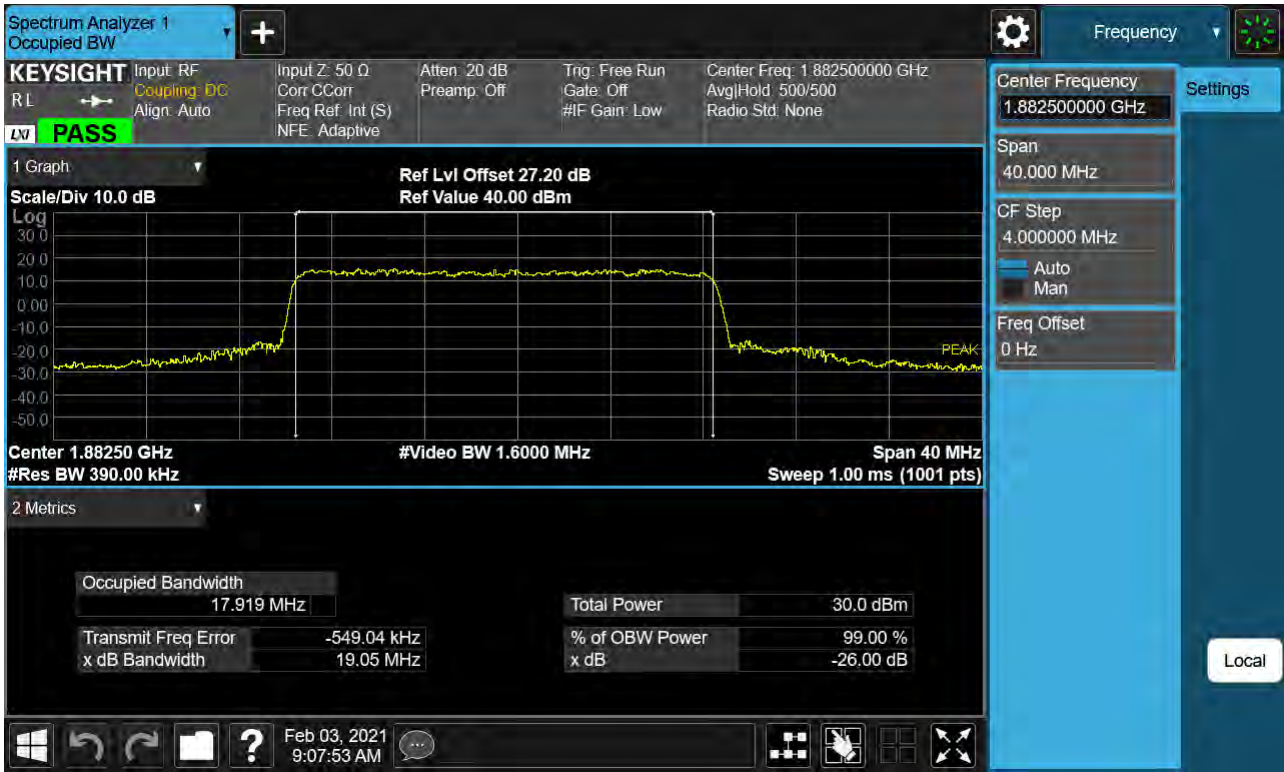 Spectrum Analyzer 1
Occupied BW
Frequency
KEYSIGHT
RL
LXI
PASS
Input: RF
Coupling: DC
Align: Auto
Input Z: 50 Ω
Corr CCorr
Freq Ref: Int (S)
NFE: Adaptive
Atten: 20 dB
Preamp: Off
Trig: Free Run
Gate: Off
#IF Gain: Low
Center Freq: 1.882500000 GHz
Avg|Hold: 500/500
Radio Std: None
Center Frequency
1.882500000 GHz
Settings
Span
40.000 MHz
CF Step
4.000000 MHz
Auto
Man
Freq Offset
0 Hz
1 Graph
Scale/Div 10.0 dB
Ref Lvl Offset 27.20 dB
Ref Value 40.00 dBm
Log
30.0
20.0
10.0
0.00
-10.0
-20.0
-30.0
-40.0
-50.0
PEAK
Center 1.88250 GHz
#Video BW 1.6000 MHz
Span 40 MHz
#Res BW 390.00 kHz
Sweep 1.00 ms (1001 pts)
2 Metrics
Occupied Bandwidth
17.919 MHz
Total Power 30.0 dBm
Transmit Freq Error -549.04 kHz
% of OBW Power 99.00 %
x dB Bandwidth 19.05 MHz
x dB -26.00 dB
Local
Feb 03, 2021
9:07:53 AM